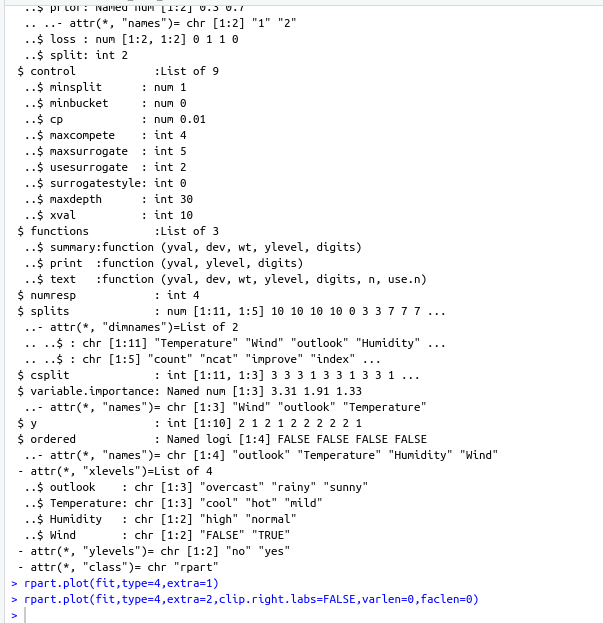 ..$ prior: Named num [1:2] 0.3 0.7
.. ..- attr(*, "names")= chr [1:2] "1" "2"
..$ loss : num [1:2, 1:2] 0 1 1 0
..$ split: int 2
$ control             :List of 9
..$ minsplit      : num 1
..$ minbucket     : num 0
..$ cp            : num 0.01
..$ maxcompete    : int 4
..$ maxsurrogate  : int 5
..$ usesurrogate  : int 2
..$ surrogatestyle: int 0
..$ maxdepth      : int 30
..$ xval          : int 10
$ functions           :List of 3
..$ summary:function (yval, dev, wt, ylevel, digits)
..$ print  :function (yval, ylevel, digits)
..$ text   :function (yval, dev, wt, ylevel, digits, n, use.n)
$ numresp             : int 4
$ splits              : num [1:11, 1:5] 10 10 10 10 0 3 3 7 7 7 ...
..- attr(*, "dimnames")=List of 2
.. ..$ : chr [1:11] "Temperature" "Wind" "outlook" "Humidity" ...
.. ..$ : chr [1:5] "count" "ncat" "improve" "index" ...
$ csplit              : int [1:11, 1:3] 3 3 3 1 3 3 1 3 3 1 ...
$ variable.importance: Named num [1:3] 3.31 1.91 1.33
..- attr(*, "names")= chr [1:3] "Wind" "outlook" "Temperature"
$ y                   : int [1:10] 2 1 2 1 2 2 2 2 2 1
$ ordered             : Named logi [1:4] FALSE FALSE FALSE FALSE
..- attr(*, "names")= chr [1:4] "outlook" "Temperature" "Humidity" "Wind"
- attr(*, "xlevels")=List of 4
..$ outlook    : chr [1:3] "overcast" "rainy" "sunny"
..$ Temperature: chr [1:3] "cool" "hot" "mild"
..$ Humidity   : chr [1:2] "high" "normal"
..$ Wind       : chr [1:2] "FALSE" "TRUE"
- attr(*, "ylevels")= chr [1:2] "no" "yes"
- attr(*, "class")= chr "rpart"
> rpart.plot(fit,type=4,extra=1)
> rpart.plot(fit,type=4,extra=2,clip.right.labs=FALSE,varlen=0,faclen=0)
>